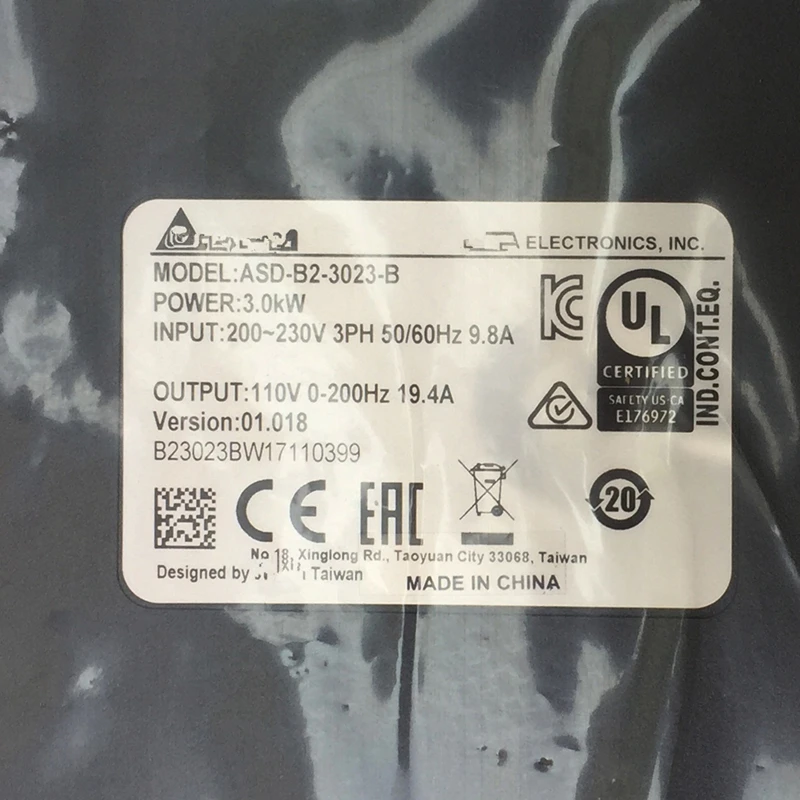 ELECTRONICS, INC.
MODEL:ASD-B2-3023-B
POWER:3.0kW
INPUT:200~230V 3PH 50/60Hz 9.8A
OUTPUT:110V 0-200Hz 19.4A
Version:01.018
B23023BW17110399
UL
CERTIFIED
SAFETY US CA
E176972
IND.CONT.EQ.
CE
EAC
20
No 18, Xinglong Rd., Taoyuan City 33068, Taiwan
Designed by Taiwan
MADE IN CHINA